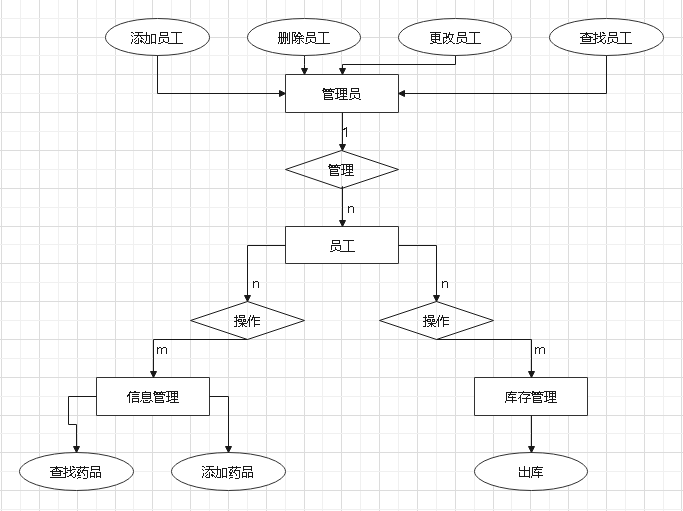 添加员工
删除员工
更改员工
查找员工
管理员
1
管理
n
员工
n
n
操作
操作
m
m
信息管理
库存管理
查找药品
添加药品
出库